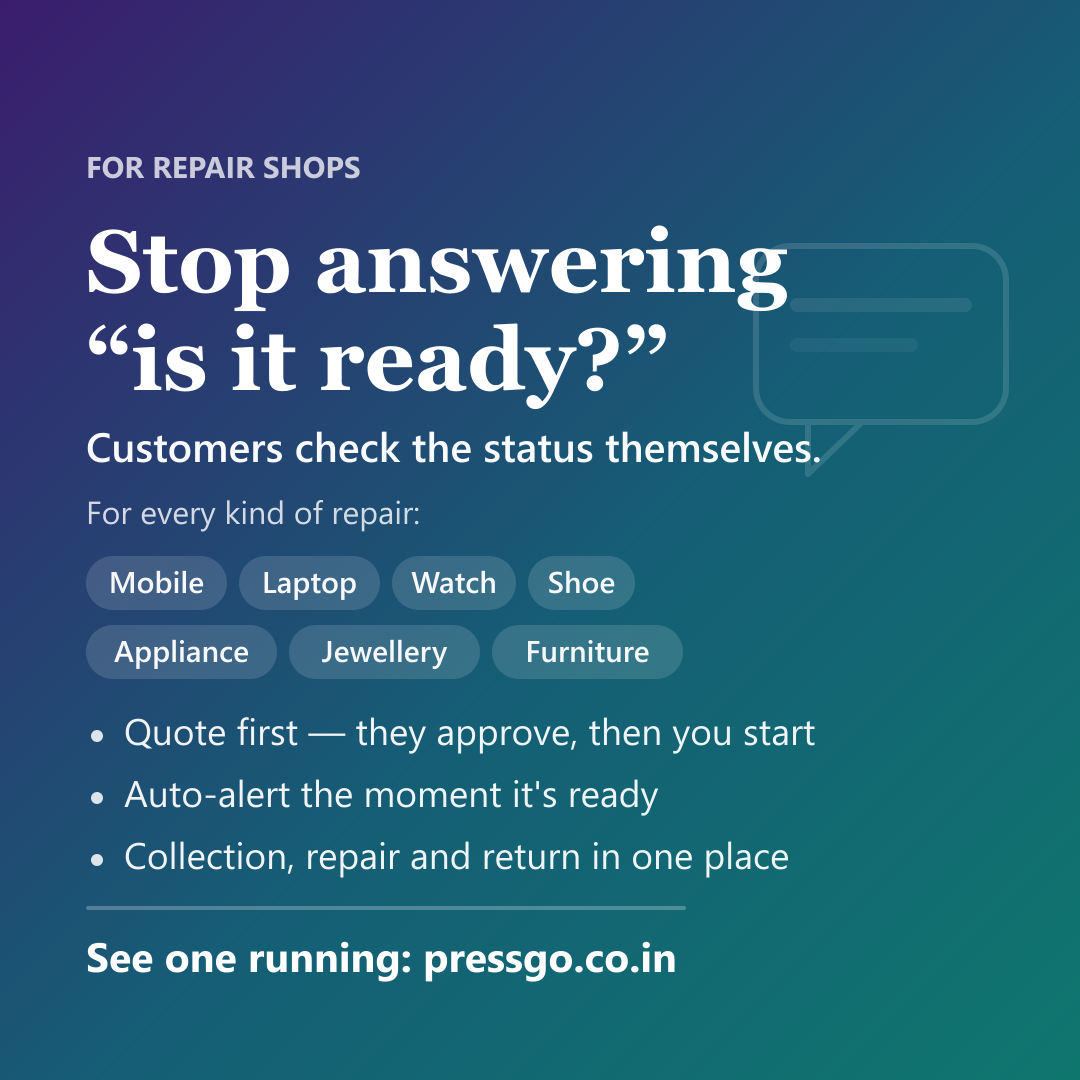 FOR REPAIR SHOPS
Stop answering
“is it ready?”
Customers check the status themselves.
For every kind of repair:
Mobile Laptop Watch Shoe
Appliance Jewellery Furniture
• Quote first — they approve, then you start
• Auto-alert the moment it's ready
• Collection, repair and return in one place
See one running: pressgo.co.in